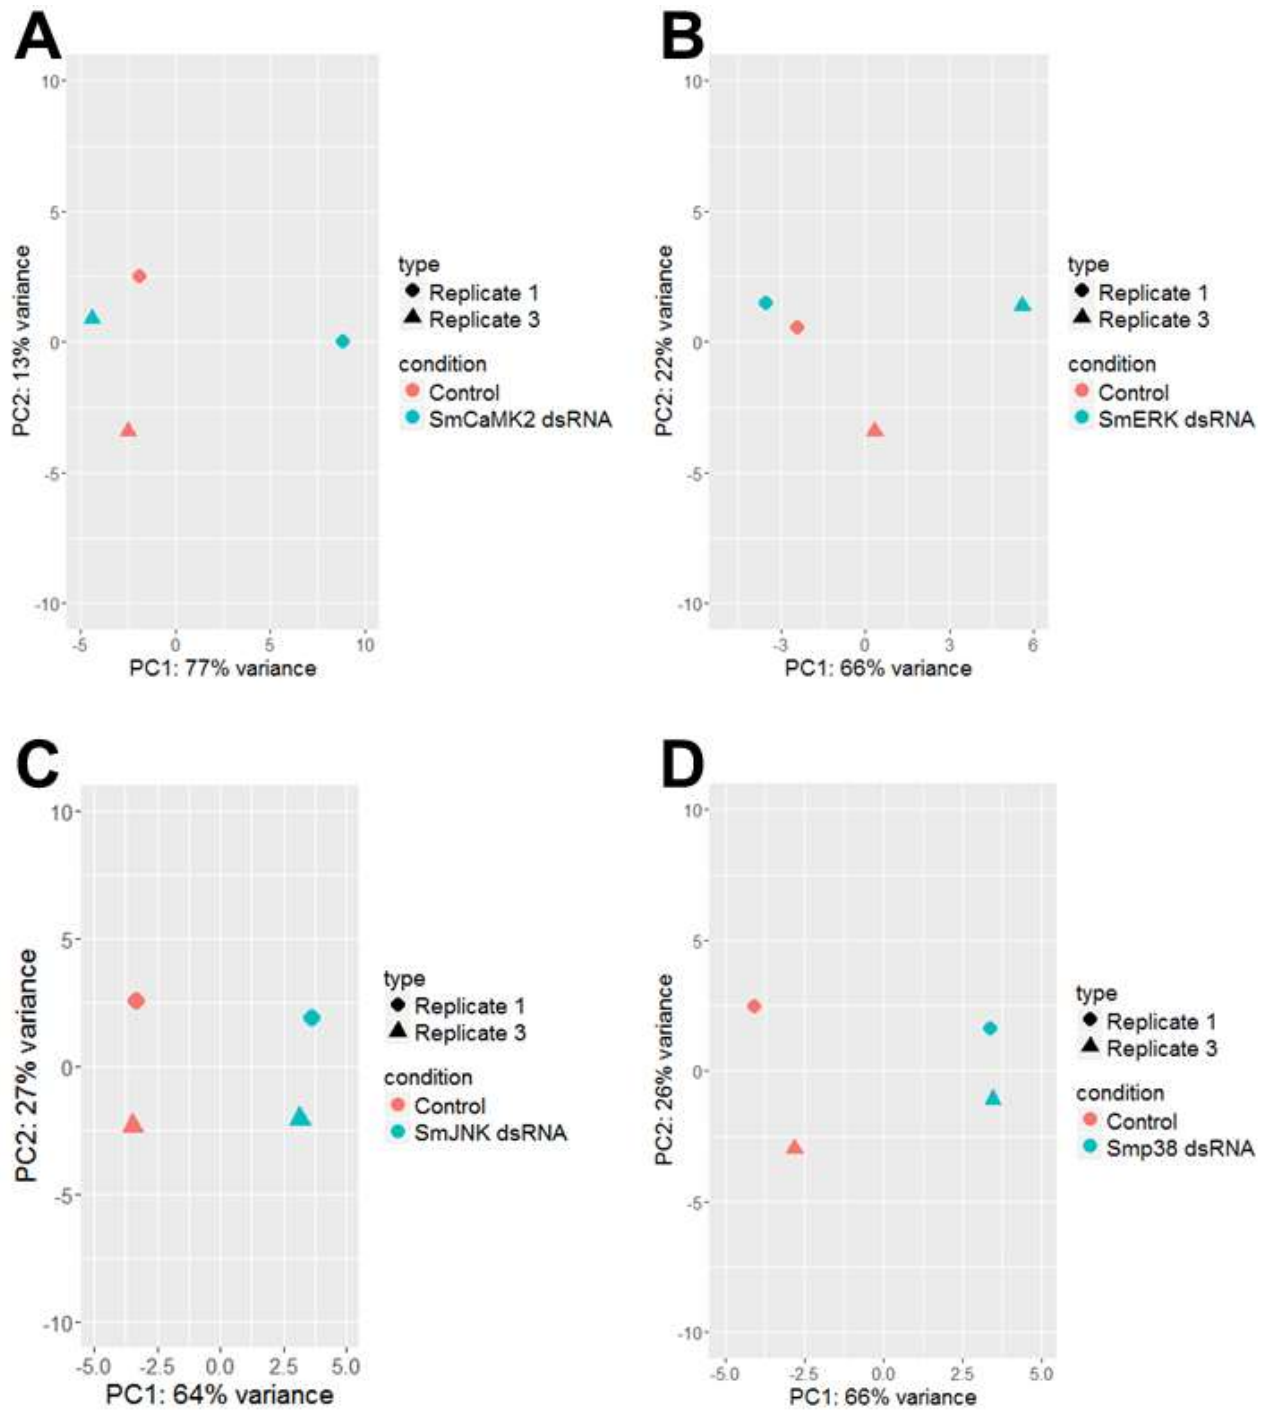 A
10
5
0
-5
-10
PC2: 13% variance
-5 0 5 10
PC1: 77% variance
type
Replicate 1
Replicate 3
condition
Control
SmCaMK2 dsRNA
B
10
5
0
-5
-10
PC2: 22% variance
-3 0 3 6
PC1: 66% variance
type
Replicate 1
Replicate 3
condition
Control
SmERK dsRNA
C
10
5
0
-5
-10
PC2: 27% variance
-5.0 -2.5 0.0 2.5 5.0
PC1: 64% variance
type
Replicate 1
Replicate 3
condition
Control
SmJNK dsRNA
D
10
5
0
-5
-10
PC2: 26% variance
-5.0 -2.5 0.0 2.5 5.0
PC1: 66% variance
type
Replicate 1
Replicate 3
condition
Control
Smp38 dsRNA